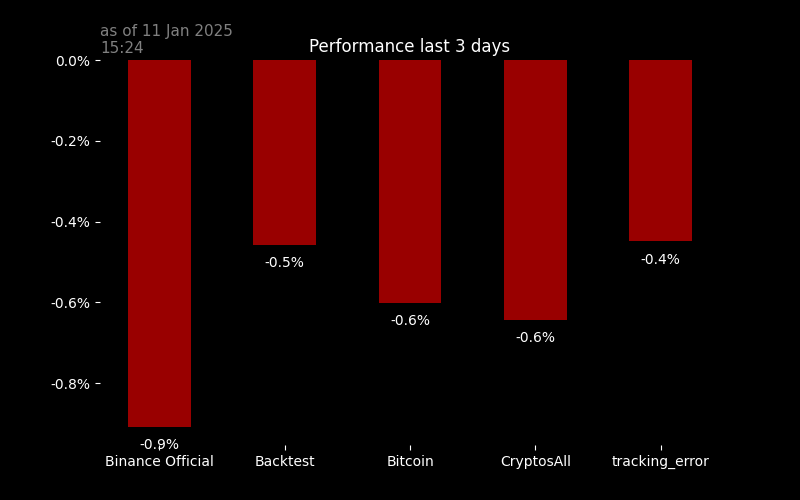 as of 11 Jan 2025
15:24
Performance last 3 days
0.0%
-0.2%
-0.4%
-0.6%
-0.8%
-0.9%
-0.5%
-0.6%
-0.6%
-0.4%
Binance Official
Backtest
Bitcoin
CryptosAll
tracking_error